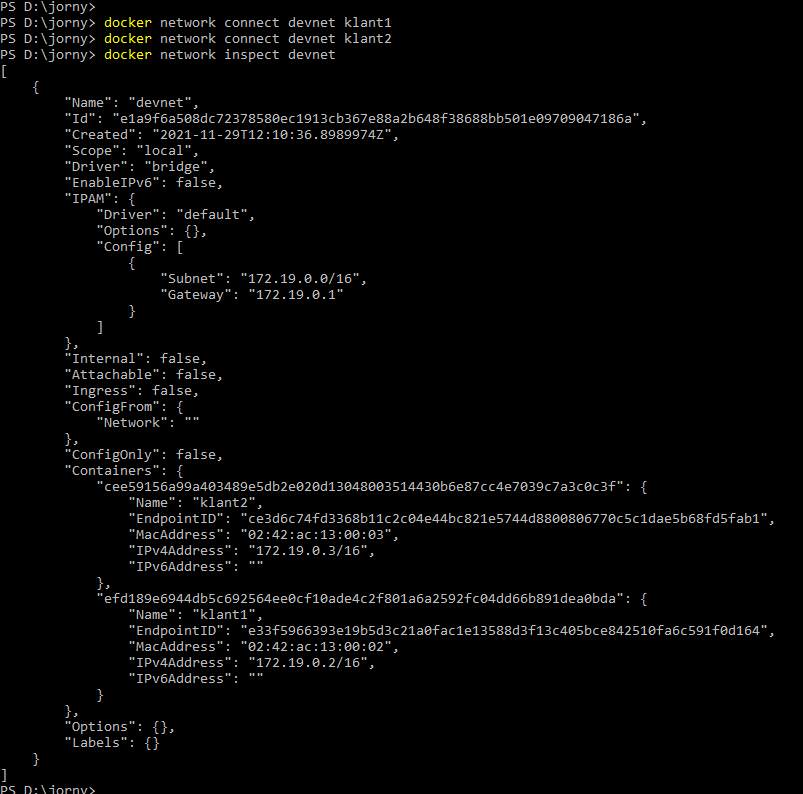 PS D:\jorny>
PS D:\jorny> docker network connect devnet klant1
PS D:\jorny> docker network connect devnet klant2
PS D:\jorny> docker network inspect devnet
[
    {
        "Name": "devnet",
        "Id": "e1a9f6a508dc72378580ec1913cb367e88a2b648f38688bb501e09709047186a",
        "Created": "2021-11-29T12:10:36.8989974Z",
        "Scope": "local",
        "Driver": "bridge",
        "EnableIPv6": false,
        "IPAM": {
            "Driver": "default",
            "Options": {},
            "Config": [
                {
                    "Subnet": "172.19.0.0/16",
                    "Gateway": "172.19.0.1"
                }
            ]
        },
        "Internal": false,
        "Attachable": false,
        "Ingress": false,
        "ConfigFrom": {
            "Network": ""
        },
        "ConfigOnly": false,
        "Containers": {
            "cee59156a99a403489e5db2e020d13048003514430b6e87cc4e7039c7a3c0c3f": {
                "Name": "klant2",
                "EndpointID": "ce3d6c74fd3368b11c2c04e44bc821e5744d8800806770c5c1dae5b68fd5fab1",
                "MacAddress": "02:42:ac:13:00:03",
                "IPv4Address": "172.19.0.3/16",
                "IPv6Address": ""
            },
            "efd189e6944db5c692564ee0cf10ade4c2f801a6a2592fc04dd66b891dea0bda": {
                "Name": "klant1",
                "EndpointID": "e33f5966393e19b5d3c21a0fac1e13588d3f13c405bce842510fa6c591f0d164",
                "MacAddress": "02:42:ac:13:00:02",
                "IPv4Address": "172.19.0.2/16",
                "IPv6Address": ""
            }
        },
        "Options": {},
        "Labels": {}
    }
]
PS D:\jorny>